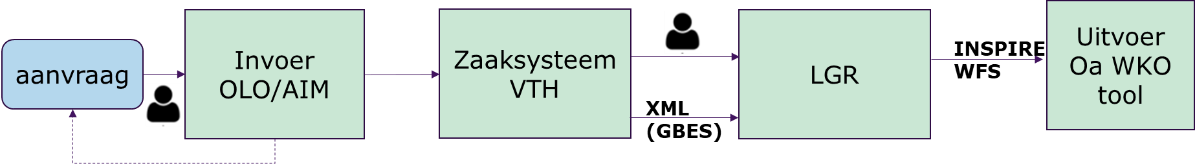 aanvraag
Invoer
OLO/AIM
Zaaksysteem
VTH
XML
(GBES)
LGR
INSPIRE
WFS
Uitvoer
Oa WKO
tool